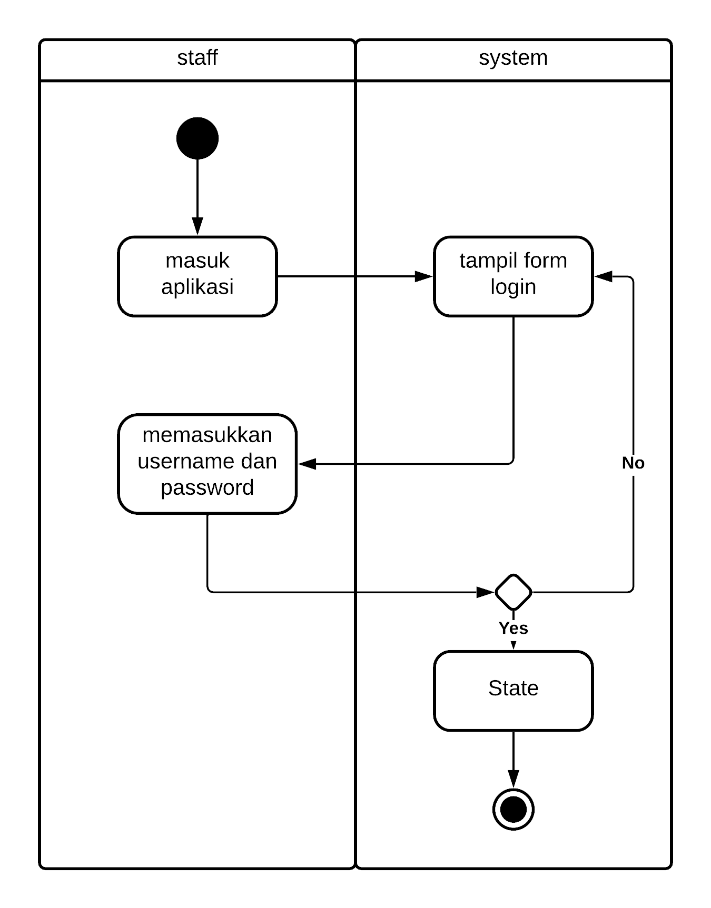 staff
system
masuk
aplikasi
tampil form
login
memasukkan
username dan
password
No
Yes
State